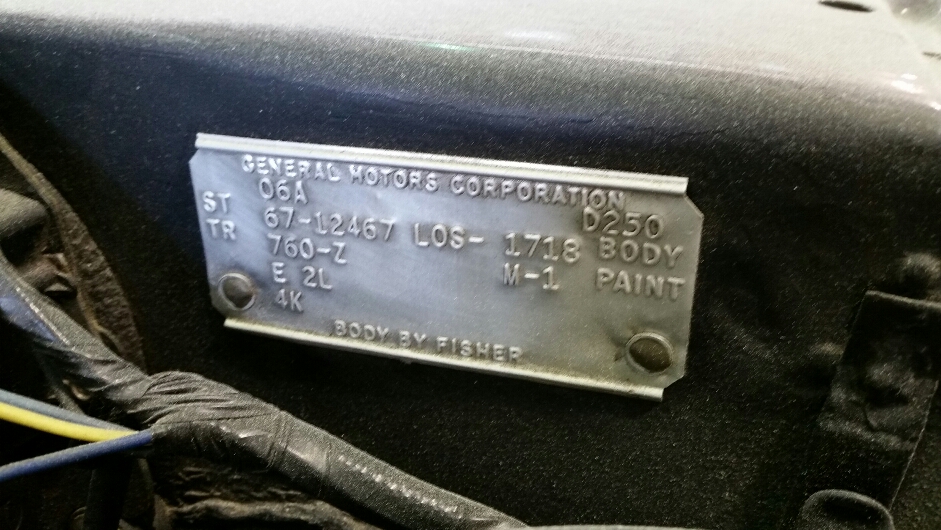 GENERAL MOTORS CORPORATION
06A D250
ST 67-12467 LOS- 1718 BODY
TR 760-Z M-1 PAINT
E 2L
4K
BODY BY FISHER